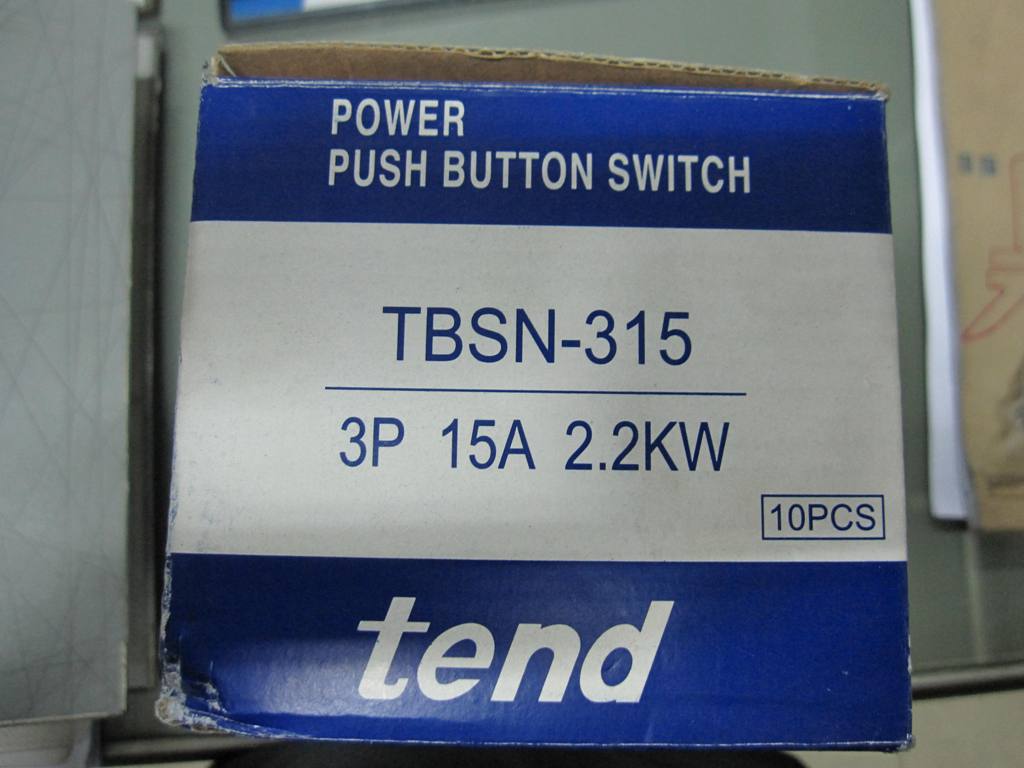 POWER
PUSH BUTTON SWITCH
TBSN-315
3P 15A 2.2KW
10PCS
tend